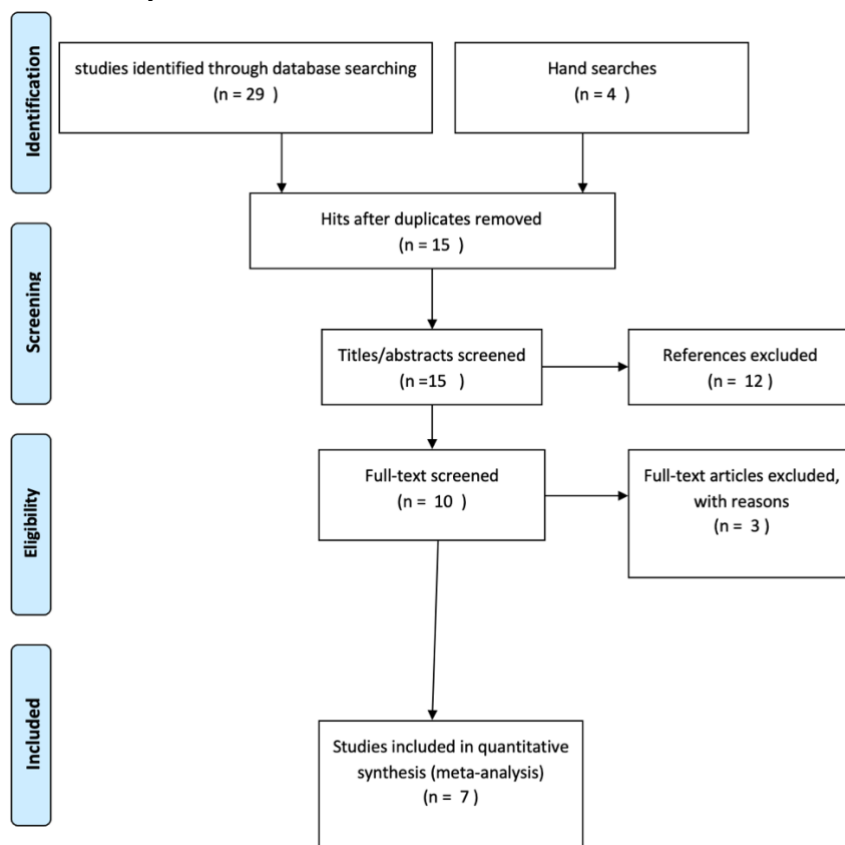 Identification
studies identified through database searching
(n = 29 )
Hand searches
(n = 4 )
Hits after duplicates removed
(n = 15 )
Screening
Titles/abstracts screened
(n =15 )
References excluded
(n = 12 )
Eligibility
Full-text screened
(n = 10 )
Full-text articles excluded,
with reasons
(n = 3 )
Included
Studies included in quantitative
synthesis (meta-analysis)
(n = 7 )